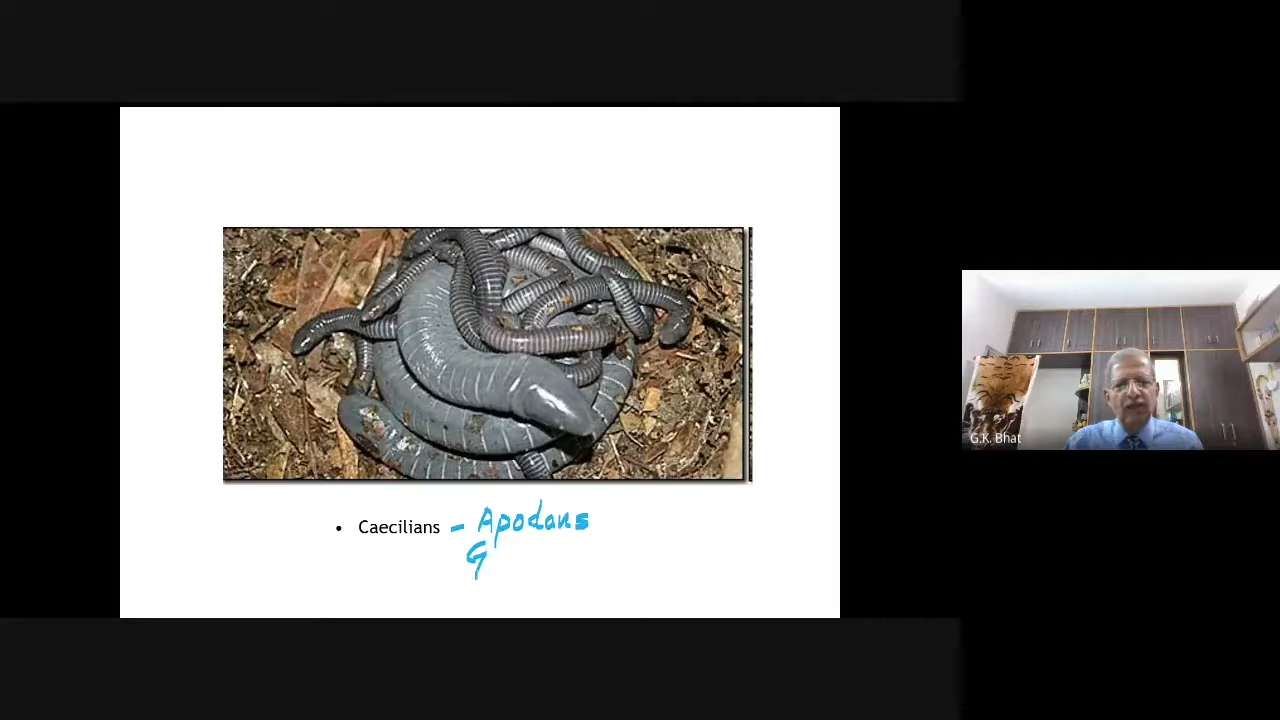 • Caecilians – Apodans
G
G.K. Bhat